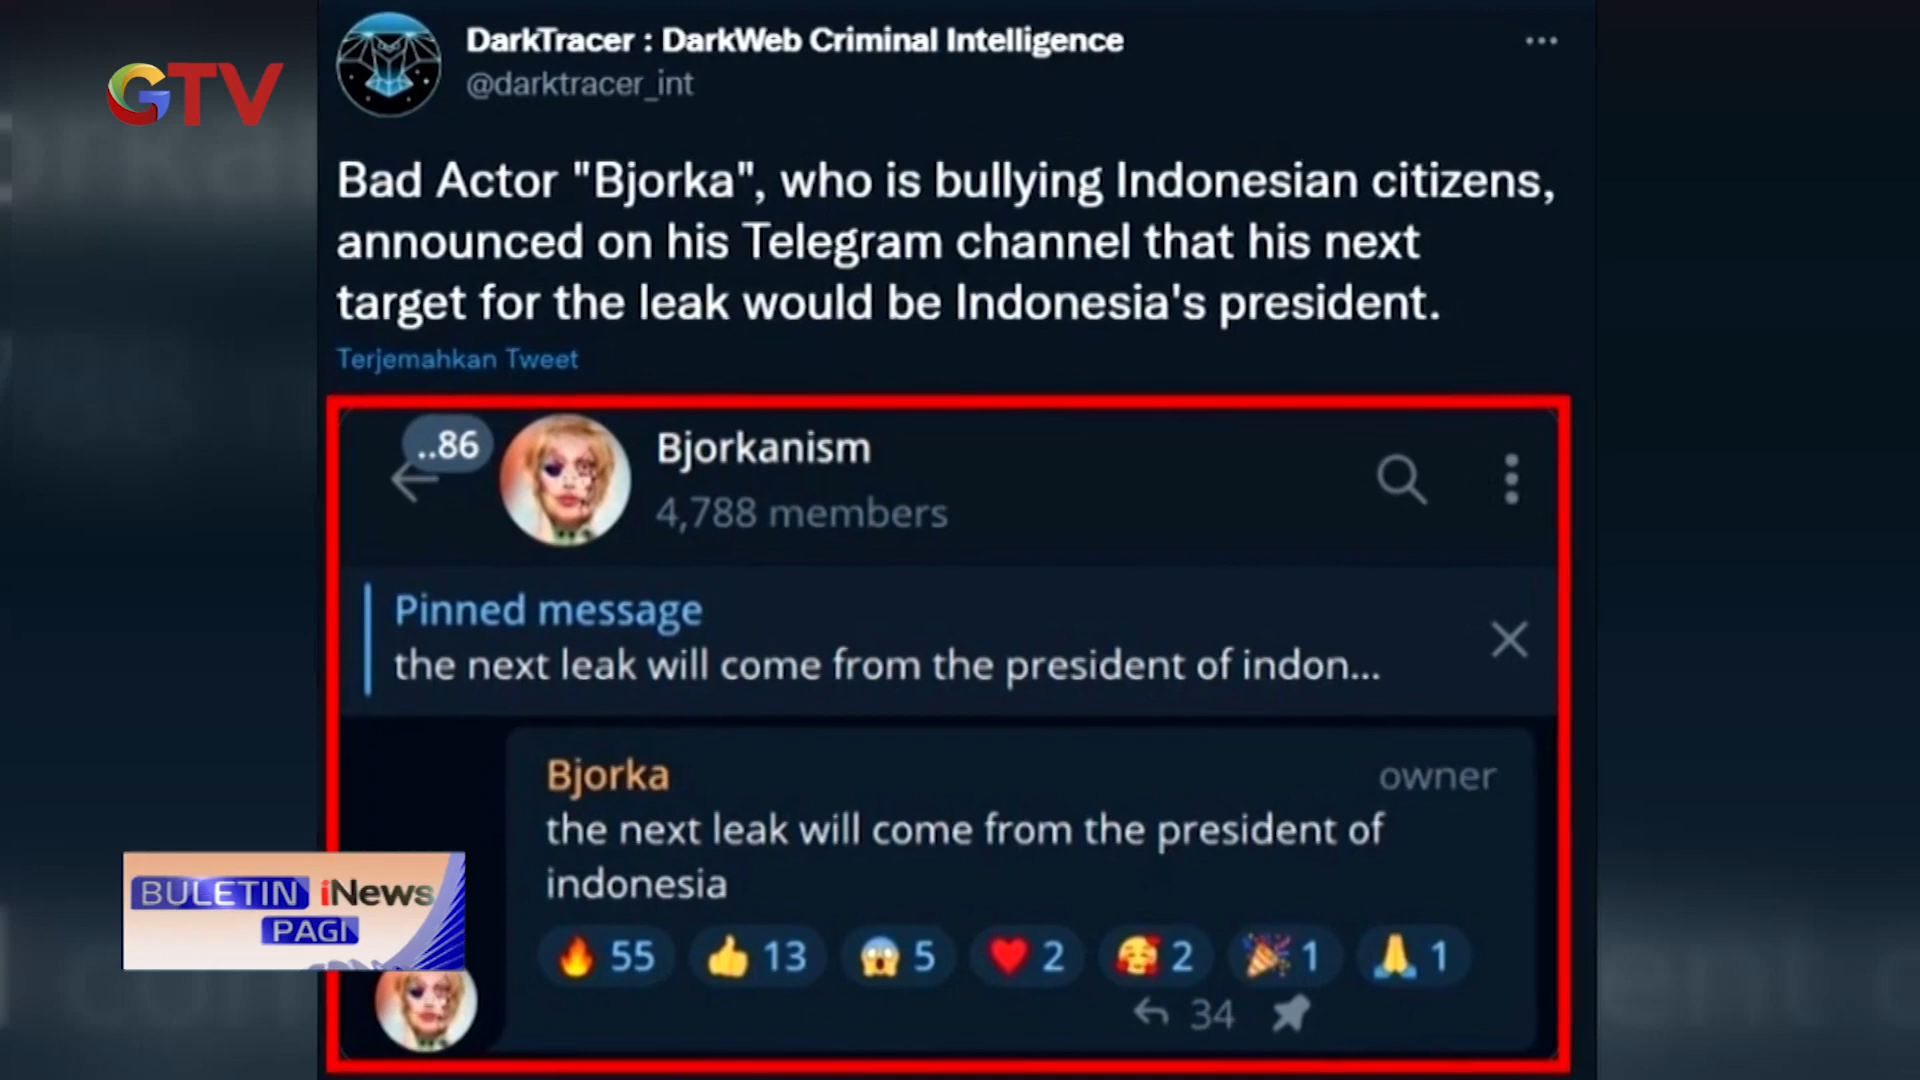 GTV
DarkTracer : DarkWeb Criminal Intelligence
@darktracer_int
Bad Actor "Bjorka", who is bullying Indonesian citizens,
announced on his Telegram channel that his next
target for the leak would be Indonesia's president.
Terjemahkan Tweet
..86
Bjorkanism
4,788 members
Pinned message
the next leak will come from the president of indon...
Bjorka
owner
the next leak will come from the president of
indonesia
🔥 55 👍 13 😱 5 ❤️ 2 🥰 2 🎉 1 🙏 1
34
BULETIN iNews
PAGI